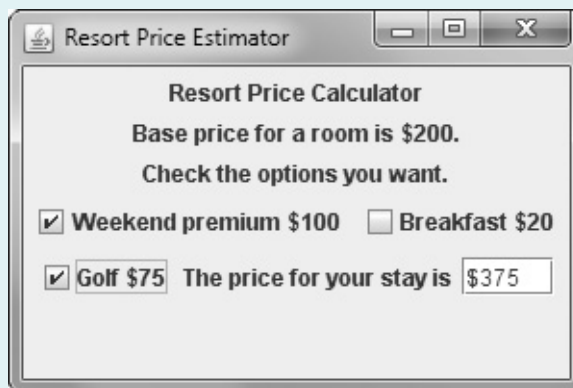 Resort Price Estimator
Resort Price Calculator
Base price for a room is $200.
Check the options you want.
Weekend premium $100 Breakfast $20
Golf $75 The price for your stay is $375